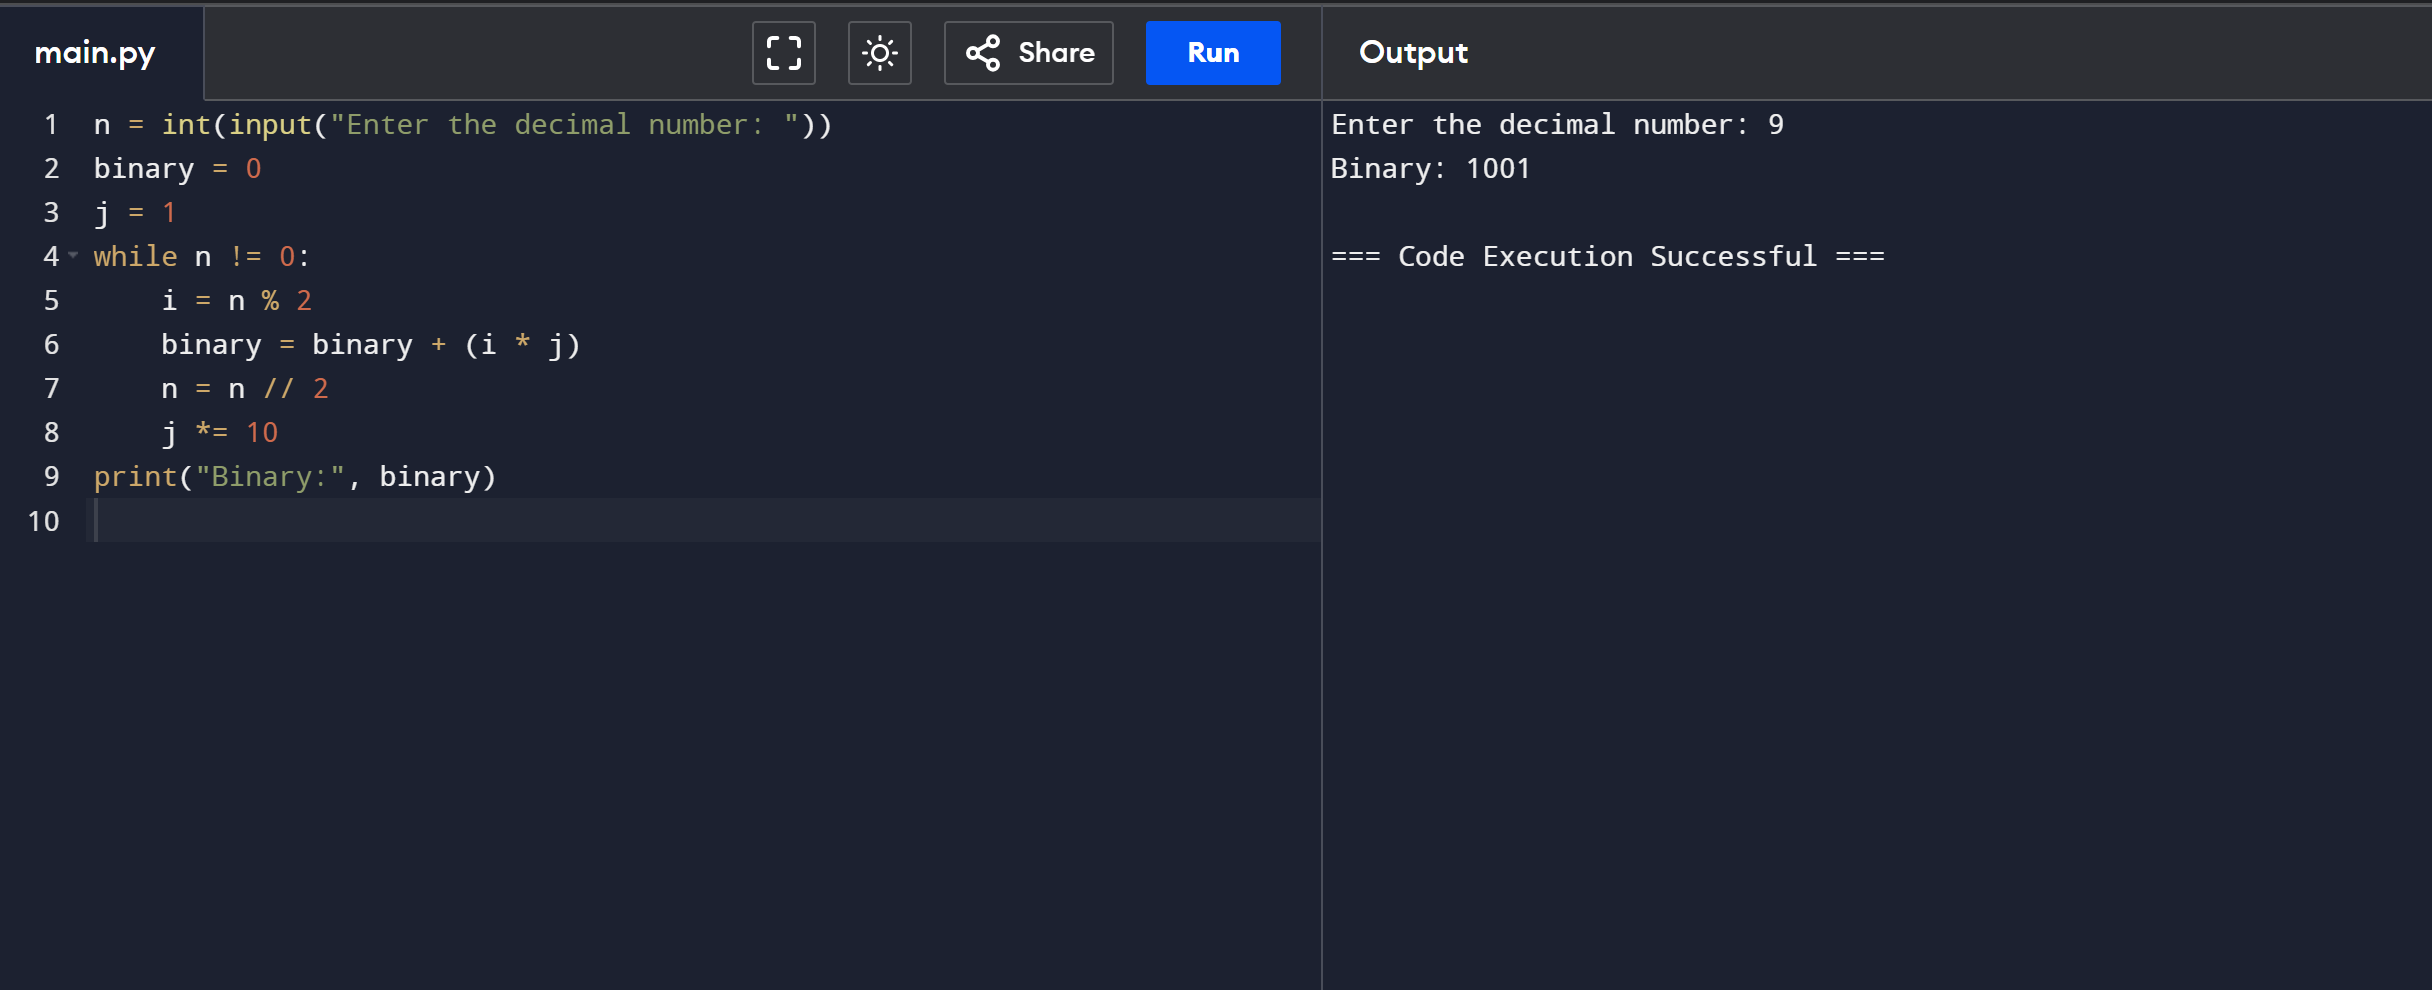 main.py
Share
Run
Output
1 n = int(input("Enter the decimal number: "))
2 binary = 0
3 j = 1
4 while n != 0:
5     i = n % 2
6     binary = binary + (i * j)
7     n = n // 2
8     j *= 10
9 print("Binary:", binary)
10
Enter the decimal number: 9
Binary: 1001
=== Code Execution Successful ===